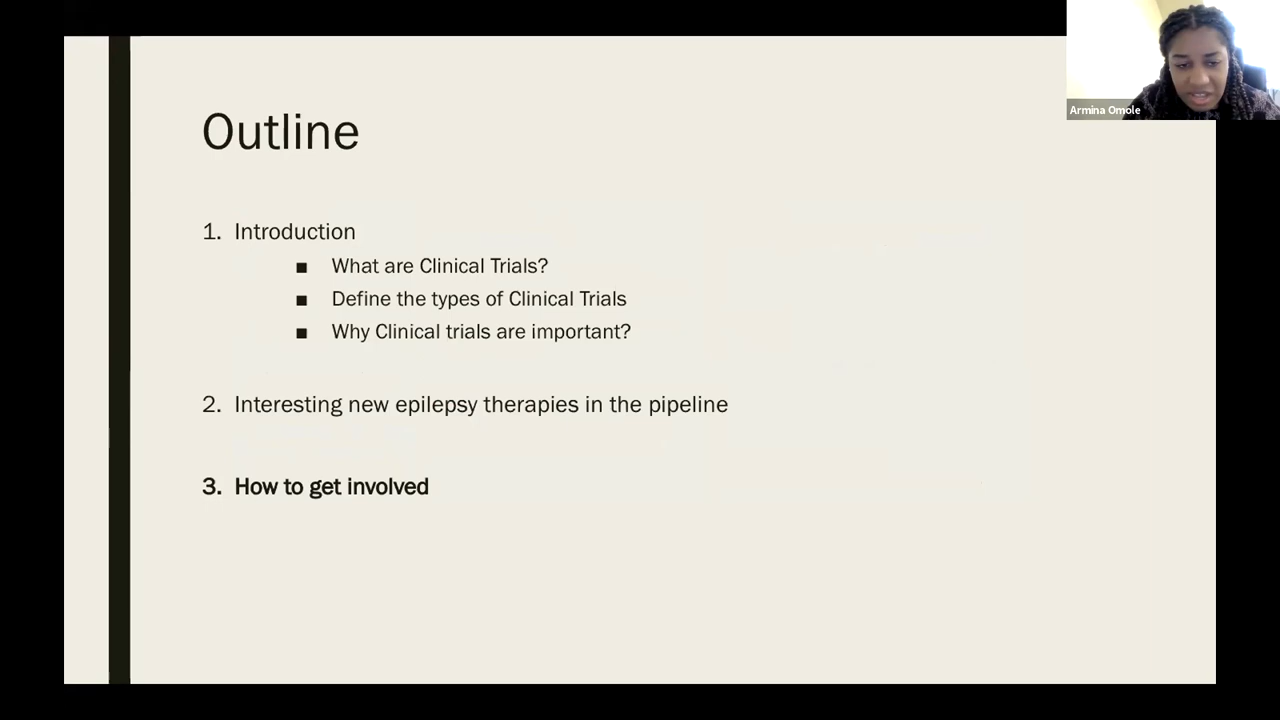 Armina Omole
Outline
1. Introduction
■ What are Clinical Trials?
■ Define the types of Clinical Trials
■ Why Clinical trials are important?
2. Interesting new epilepsy therapies in the pipeline
3. How to get involved